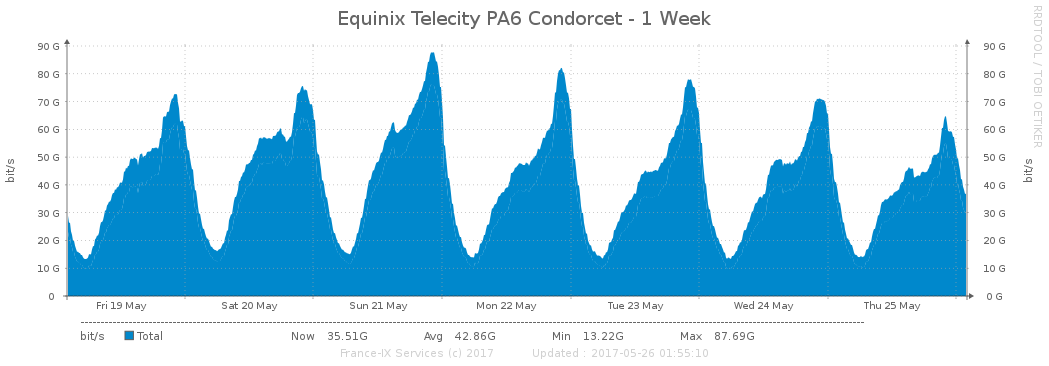 Equinix Telecity PA6 Condorcet - 1 Week
RRDTOOL / TOBI OETIKER
bit/s
90 G
80 G
70 G
60 G
50 G
40 G
30 G
20 G
10 G
0
90 G
80 G
70 G
60 G
50 G
40 G
30 G
20 G
10 G
0 G
bit/s
Fri 19 May Sat 20 May Sun 21 May Mon 22 May Tue 23 May Wed 24 May Thu 25 May
bit/s Total Now 35.51G Avg 42.86G Min 13.22G Max 87.69G
France-IX Services (c) 2017 Updated : 2017-05-26 01:55:10